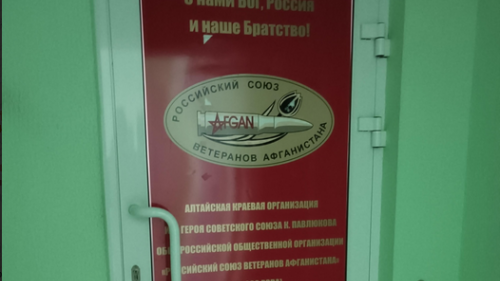 С нами Бог, Россия
и наше Братство!
РОССИЙСКИЙ СОЮЗ
AFGAN
ВЕТЕРАНОВ АФГАНИСТАНА
АЛТАЙСКАЯ КРАЕВАЯ ОРГАНИЗАЦИЯ
ГЕРОЯ СОВЕТСКОГО СОЮЗА К. ПАВЛЮКОВА
ОБЩЕРОССИЙСКОЙ ОБЩЕСТВЕННОЙ ОРГАНИЗАЦИИ
«РОССИЙСКИЙ СОЮЗ ВЕТЕРАНОВ АФГАНИСТАНА»